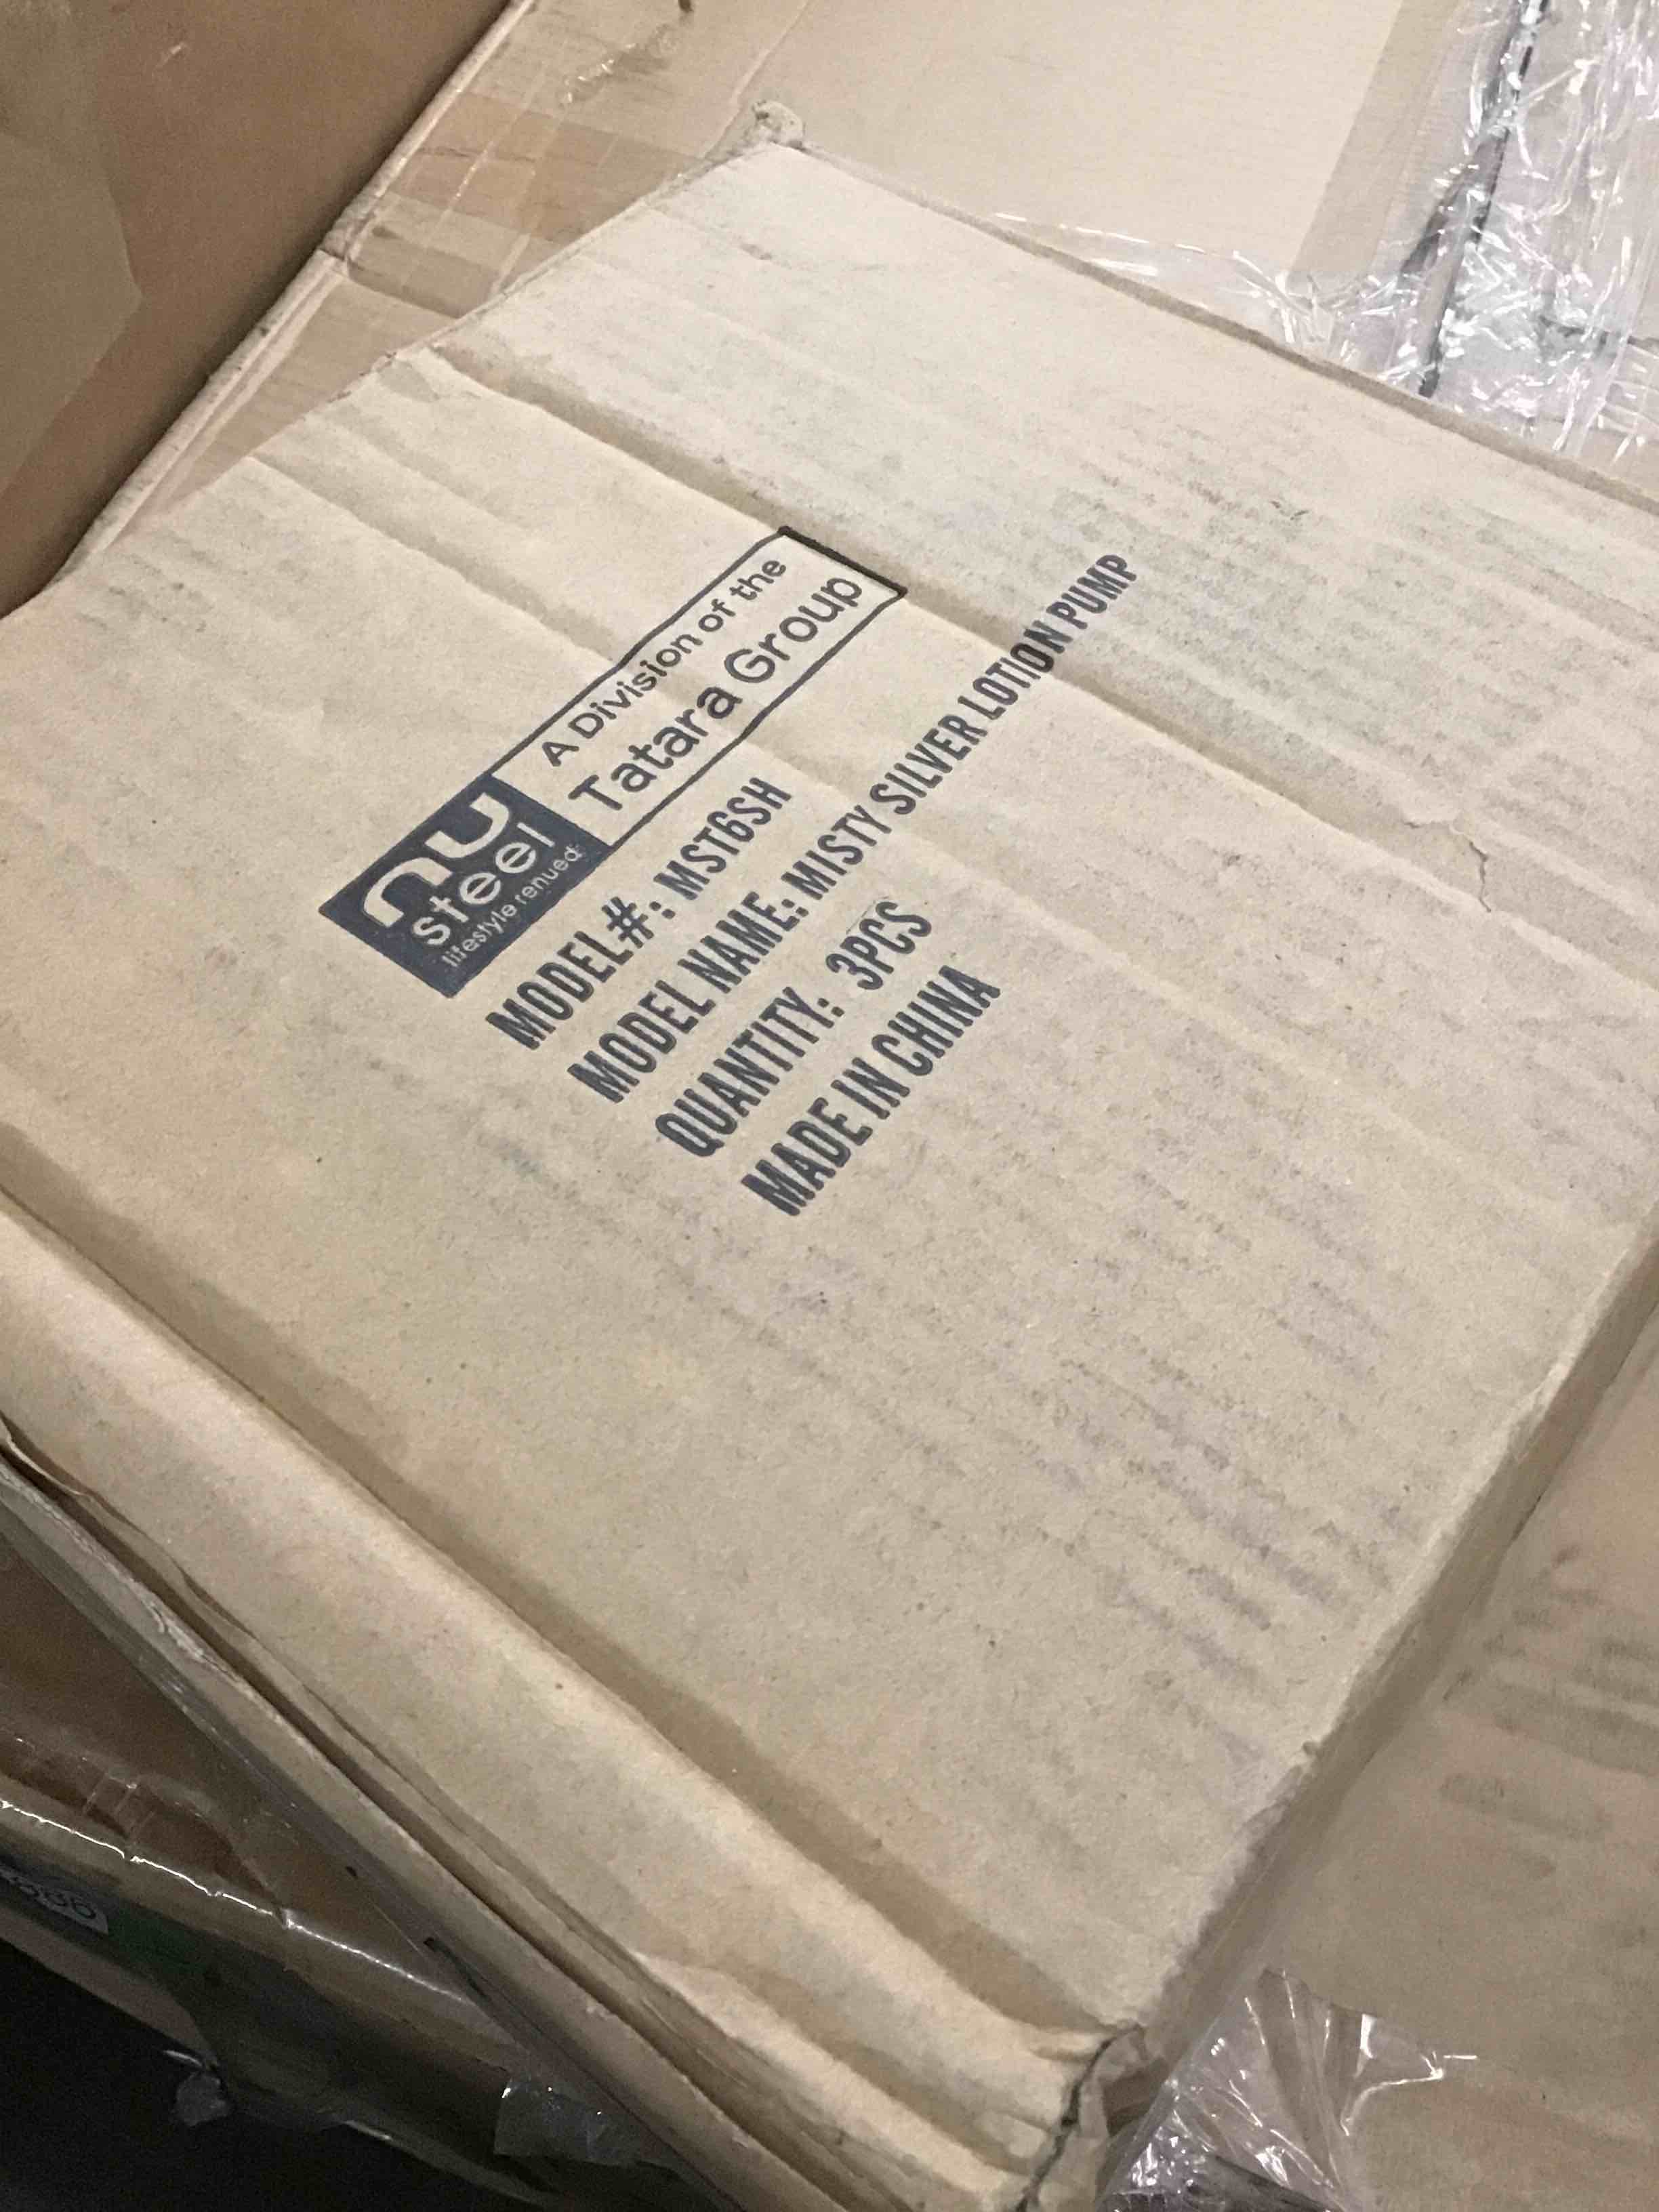 nu
steel
lifestyle renued
A Division of the
Tatara Group
MODEL#: MST6SH
MODEL NAME: MISTY SILVER LOTION PUMP
QUANTITY: 3PCS
MADE IN CHINA